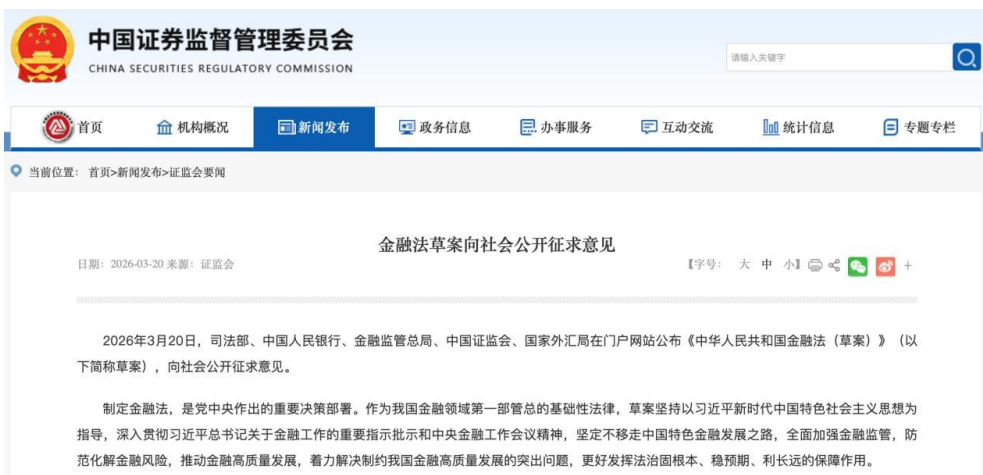 中国证券监督管理委员会
CHINA SECURITIES REGULATORY COMMISSION
请输入关键字
首页 机构概况 新闻发布 政务信息 办事服务 互动交流 统计信息 专题专栏
当前位置: 首页>新闻发布>证监会要闻
金融法草案向社会公开征求意见
日期: 2026-03-20 来源: 证监会 【字号: 大 中 小】 +
2026年3月20日，司法部、中国人民银行、金融监管总局、中国证监会、国家外汇局在门户网站公布《中华人民共和国金融法（草案）》（以
下简称草案），向社会公开征求意见。
制定金融法，是党中央作出的重要决策部署。作为我国金融领域第一部管总的基础性法律，草案坚持以习近平新时代中国特色社会主义思想为
指导，深入贯彻习近平总书记关于金融工作的重要指示批示和中央金融工作会议精神，坚定不移走中国特色金融发展之路，全面加强金融监管，防
范化解金融风险，推动金融高质量发展，着力解决制约我国金融高质量发展的突出问题，更好发挥法治固根本、稳预期、利长远的保障作用。